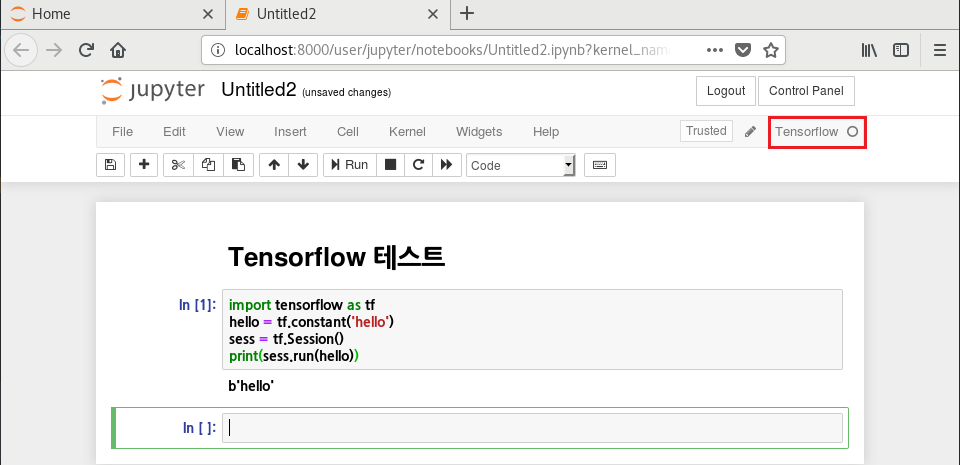 Home
Untitled2
localhost:8000/user/jupyter/notebooks/Untitled2.ipynb?kernel_nam
jupyter Untitled2 (unsaved changes) Logout Control Panel
File Edit View Insert Cell Kernel Widgets Help Trusted Tensorflow
Run Code
Tensorflow 테스트
In [1]: import tensorflow as tf
hello = tf.constant('hello')
sess = tf.Session()
print(sess.run(hello))
b'hello'
In [ ]: